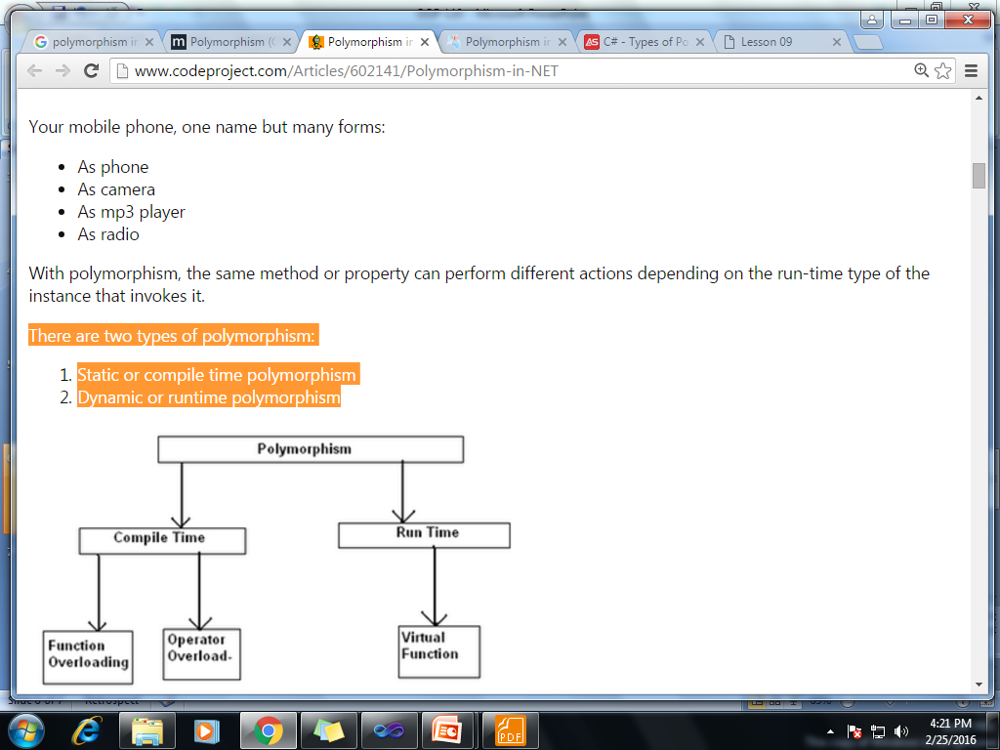 polymorphism in
Polymorphism (C
Polymorphism in
Polymorphism in
C# - Types of Po
Lesson 09
www.codeproject.com/Articles/602141/Polymorphism-in-NET
Your mobile phone, one name but many forms:
• As phone
• As camera
• As mp3 player
• As radio
With polymorphism, the same method or property can perform different actions depending on the run-time type of the
instance that invokes it.
There are two types of polymorphism:
1. Static or compile time polymorphism
2. Dynamic or runtime polymorphism
Polymorphism
Compile Time
Run Time
Function
Overloading
Operator
Overload-
Virtual
Function
PDF
4:21 PM
2/25/2016